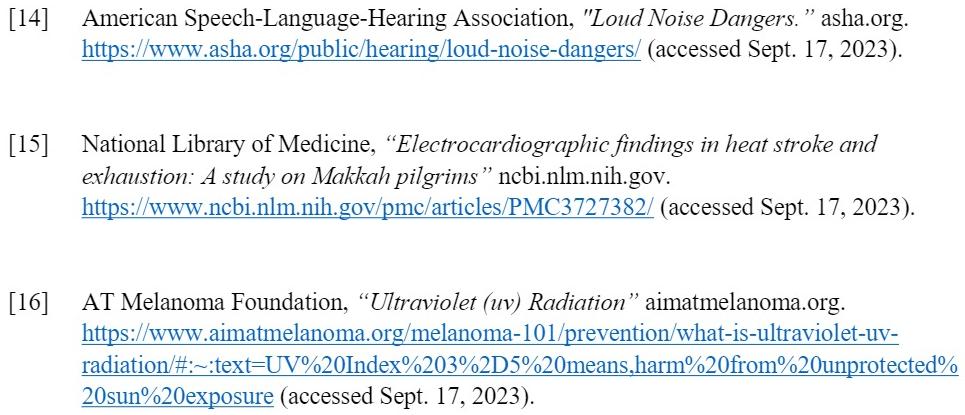 [14] American Speech-Language-Hearing Association, "Loud Noise Dangers.” asha.org.
https://www.asha.org/public/hearing/loud-noise-dangers/ (accessed Sept. 17, 2023).
[15] National Library of Medicine, “Electrocardiographic findings in heat stroke and
exhaustion: A study on Makkah pilgrims” ncbi.nlm.nih.gov.
https://www.ncbi.nlm.nih.gov/pmc/articles/PMC3727382/ (accessed Sept. 17, 2023).
[16] AT Melanoma Foundation, “Ultraviolet (uv) Radiation” aimatmelanoma.org.
https://www.aimatmelanoma.org/melanoma-101/prevention/what-is-ultraviolet-uv-
radiation/#:~:text=UV%20Index%203%2D5%20means,harm%20from%20unprotected%
20sun%20exposure (accessed Sept. 17, 2023).